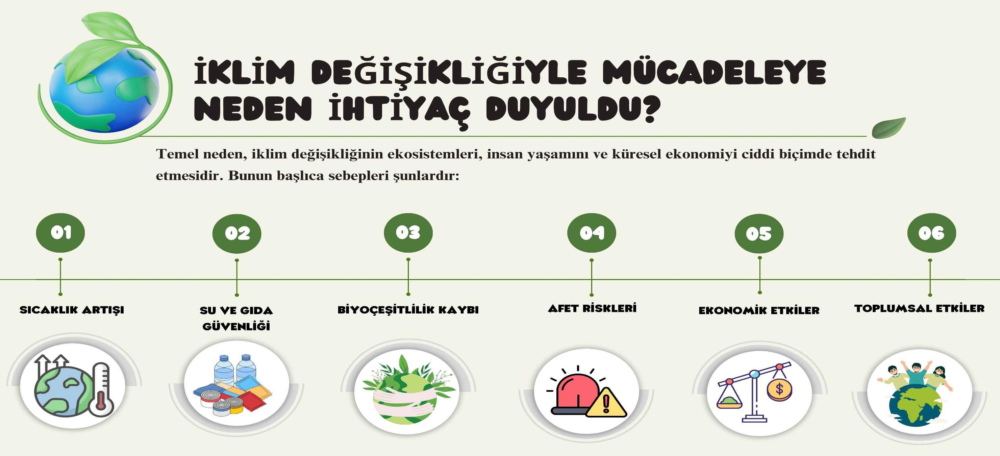 İKLİM DEĞİŞİKLİĞİYLE MÜCADELEYE
NEDEN İHTİYAÇ DUYULDU?
Temel neden, iklim değişikliğinin ekosistemleri, insan yaşamını ve küresel ekonomiyi ciddi biçimde tehdit
etmesidir. Bunun başlıca sebepleri şunlardır:
01
SICAKLIK ARTIŞI
02
SU VE GIDA
GÜVENLİĞİ
03
BİYOÇEŞİTLİLİK KAYBI
04
AFET RİSKLERİ
05
EKONOMİK ETKİLER
$
06
TOPLUMSAL ETKİLER